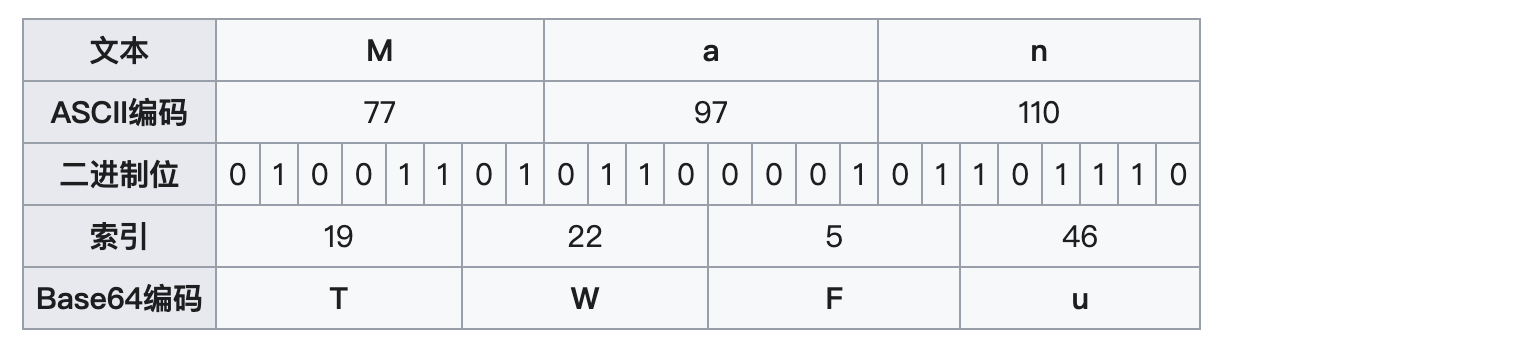 文本 M a n
ASCII编码 77 97 110
二进制位 0 1 0 0 1 1 0 1 0 1 1 0 0 0 0 1 0 1 1 0 1 1 1 0
索引 19 22 5 46
Base64编码 T W F u